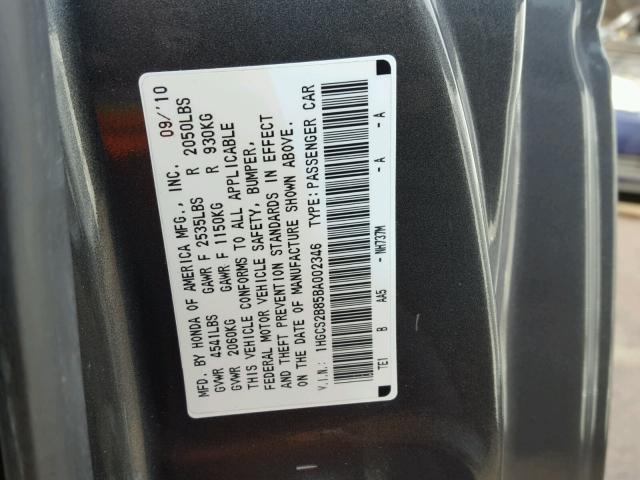 MFD. BY HONDA OF AMERICA MFG., INC. 09/'10
GVWR 4541LBS GAWR F 2535LBS R 2050LBS
GVWR 2060KG GAWR F 1150KG R 930KG
THIS VEHICLE CONFORMS TO ALL APPLICABLE
FEDERAL MOTOR VEHICLE SAFETY, BUMPER,
AND THEFT PREVENTION STANDARDS IN EFFECT
ON THE DATE OF MANUFACTURE SHOWN ABOVE.
V.I.N.: 1HGCS2B85BA002346 TYPE:PASSENGER CAR
TE1 B AA5 -NH737M -A -A